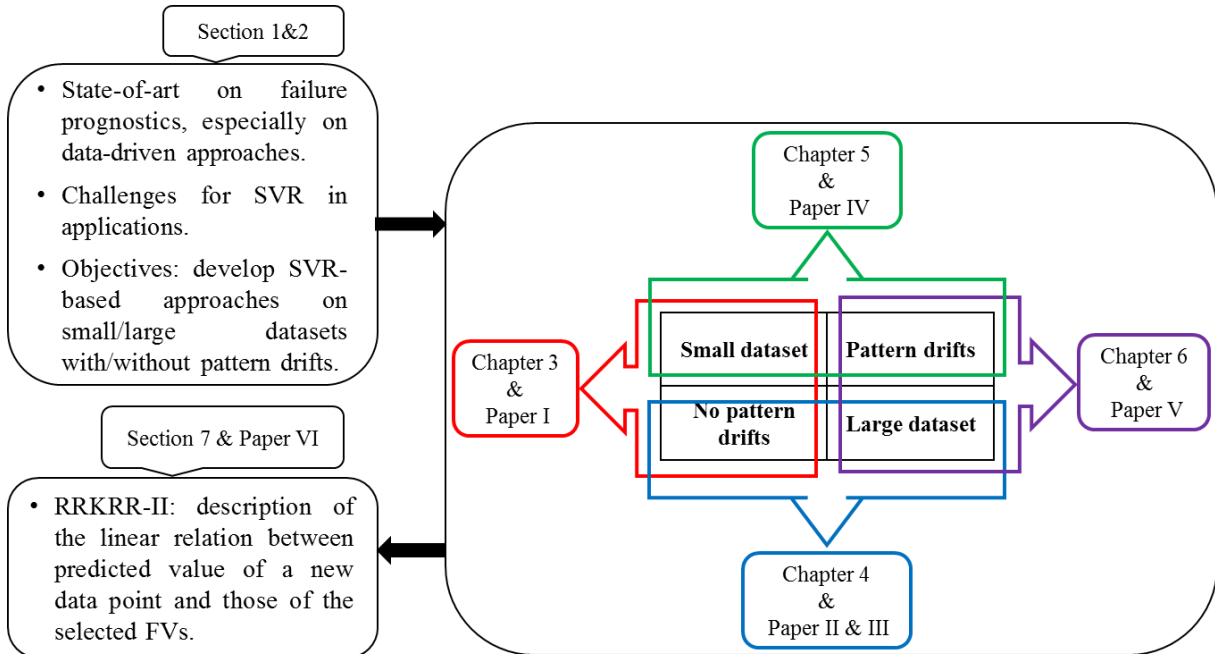 Section 1&2
• State-of-art on failure
prognostics, especially on
data-driven approaches.
• Challenges for SVR in
applications.
• Objectives: develop SVR-
based approaches on
small/large datasets
with/without pattern drifts.
Section 7 & Paper VI
• RRKRR-II: description of
the linear relation between
predicted value of a new
data point and those of the
selected FVs.
Chapter 5
&
Paper IV
Chapter 3
&
Paper I
Small dataset
Pattern drifts
No pattern
drifts
Large dataset
Chapter 6
&
Paper V
Chapter 4
&
Paper II & III